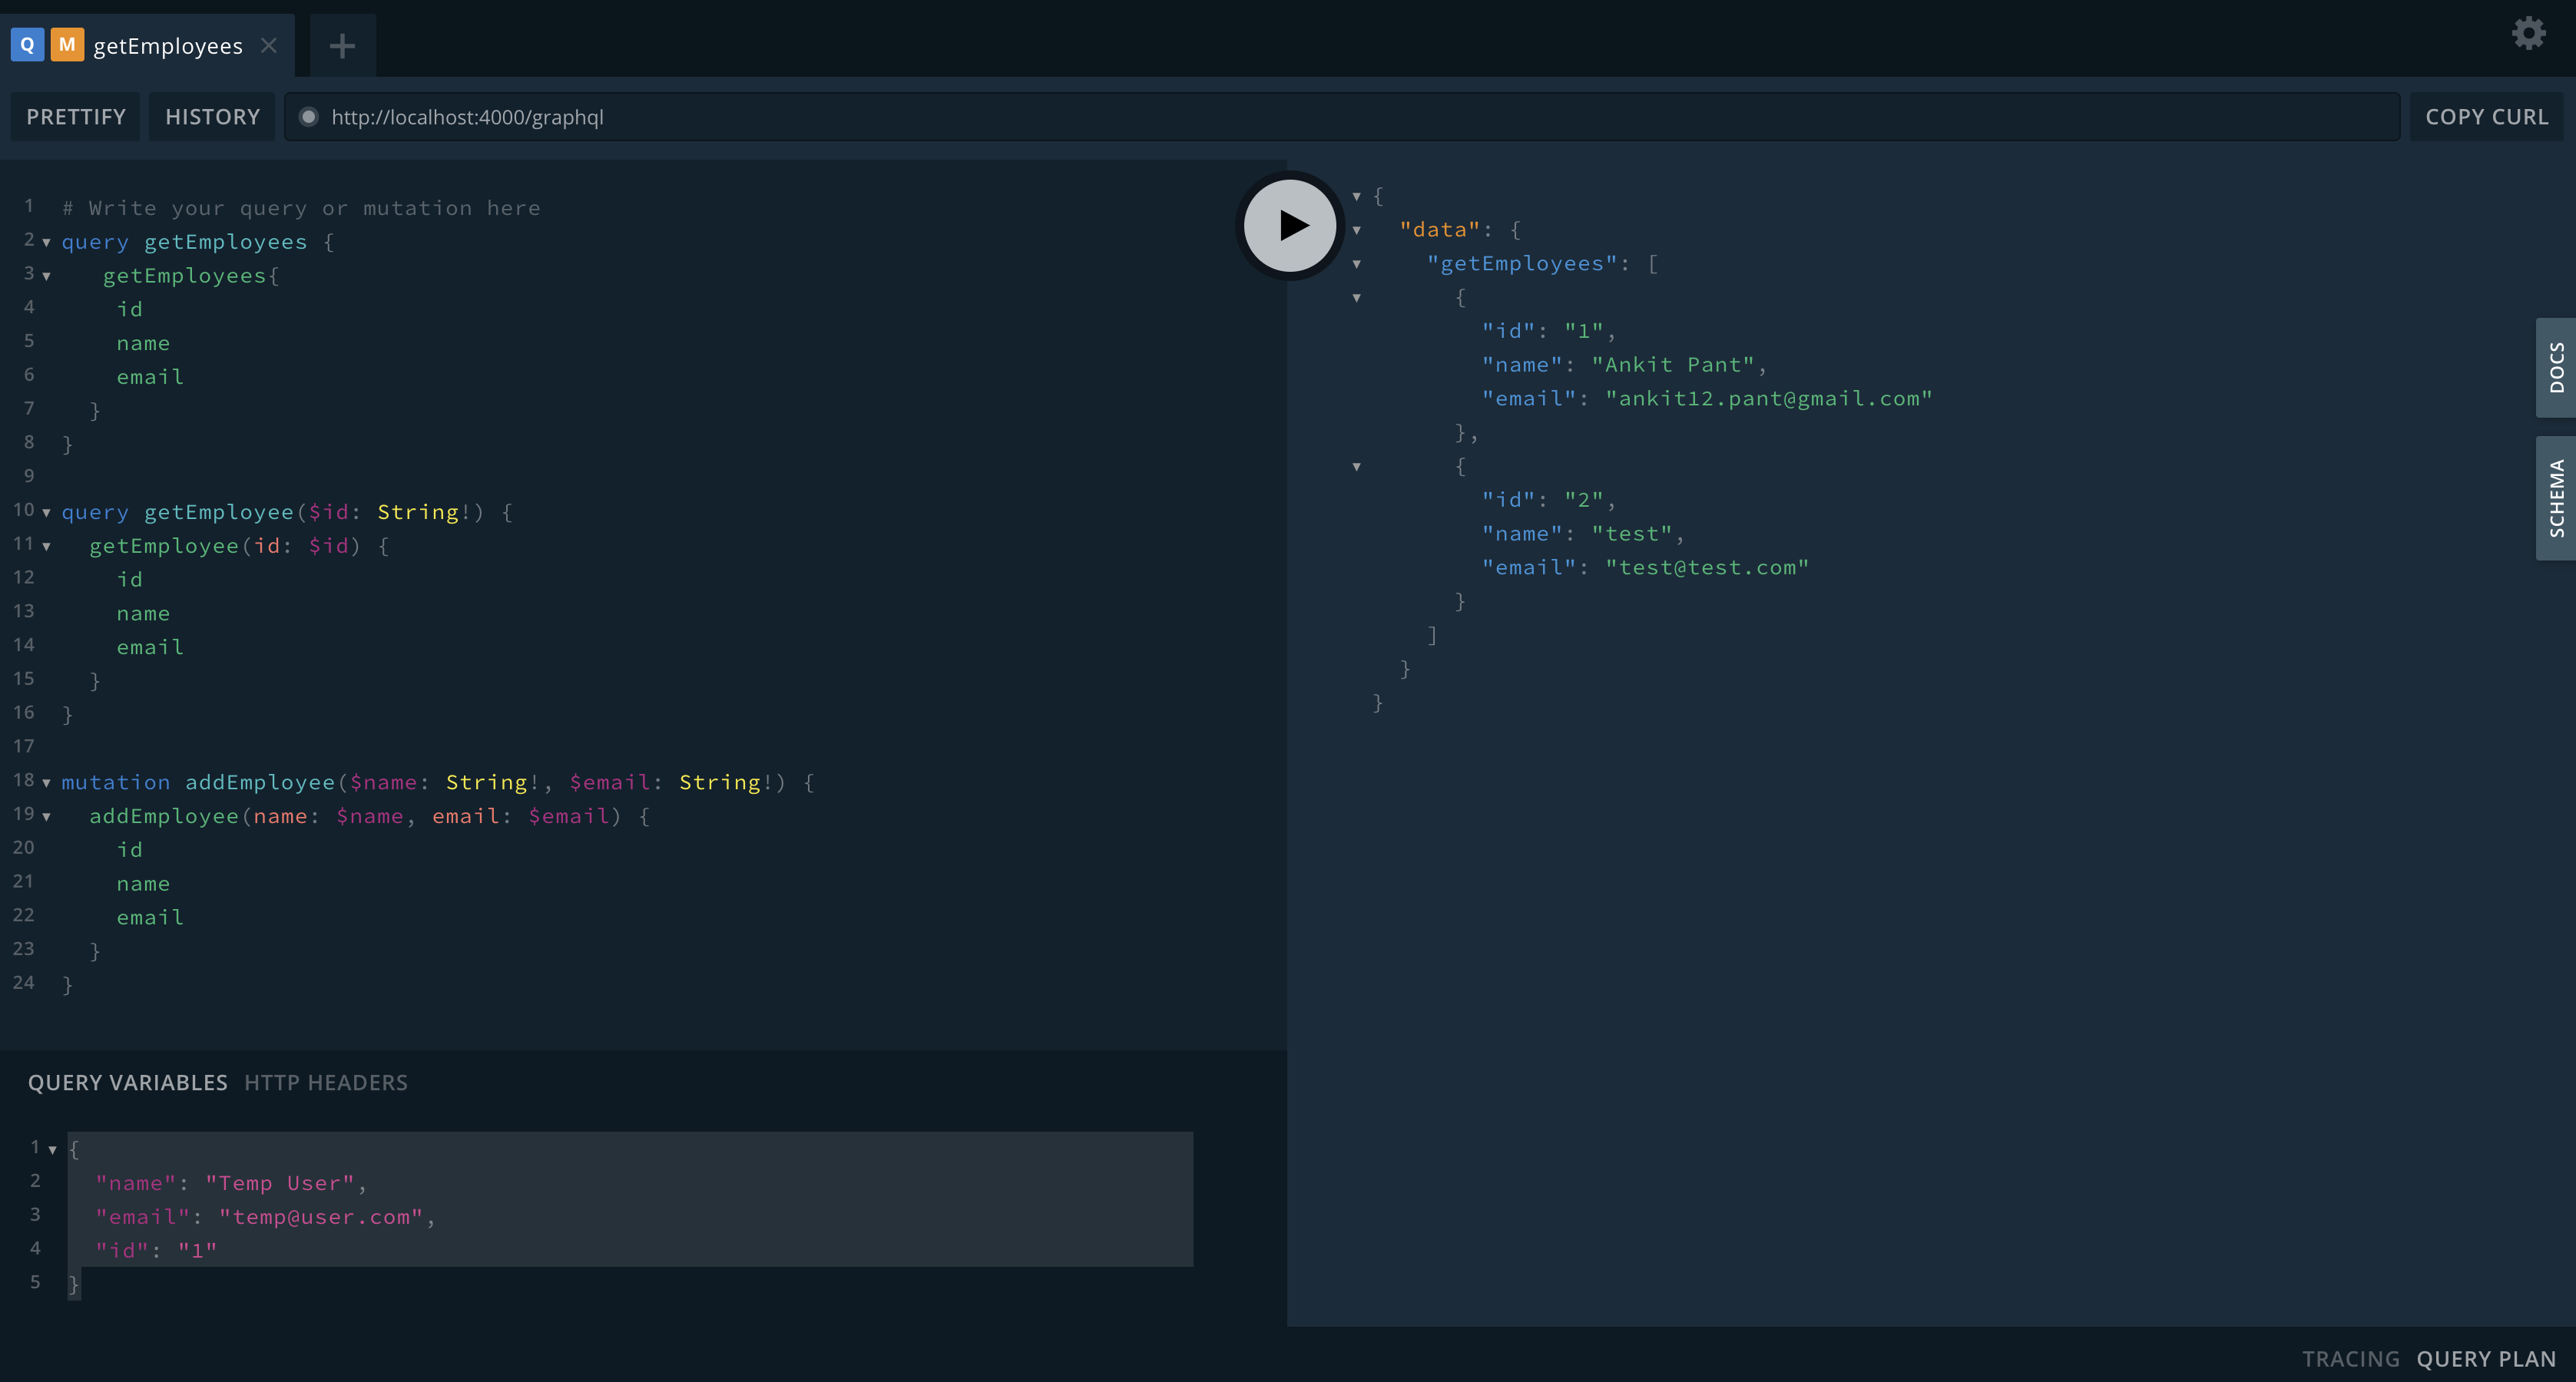 Q M getEmployees
PRETTIFY HISTORY http://localhost:4000/graphql COPY CURL
1 # Write your query or mutation here
2 query getEmployees {
3 getEmployees{
4 id
5 name
6 email
7 }
8 }
9
10 query getEmployee($id: String!) {
11 getEmployee(id: $id) {
12 id
13 name
14 email
15 }
16 }
17
18 mutation addEmployee($name: String!, $email: String!) {
19 addEmployee(name: $name, email: $email) {
20 id
21 name
22 email
23 }
24 }
QUERY VARIABLES HTTP HEADERS
1 {
2 "name": "Temp User",
3 "email": "temp@user.com",
4 "id": "1"
5 }
{
"data": {
"getEmployees": [
{
"id": "1",
"name": "Ankit Pant",
"email": "ankit12.pant@gmail.com"
},
{
"id": "2",
"name": "test",
"email": "test@test.com"
}
]
}
}
DOCS
SCHEMA
TRACING QUERY PLAN